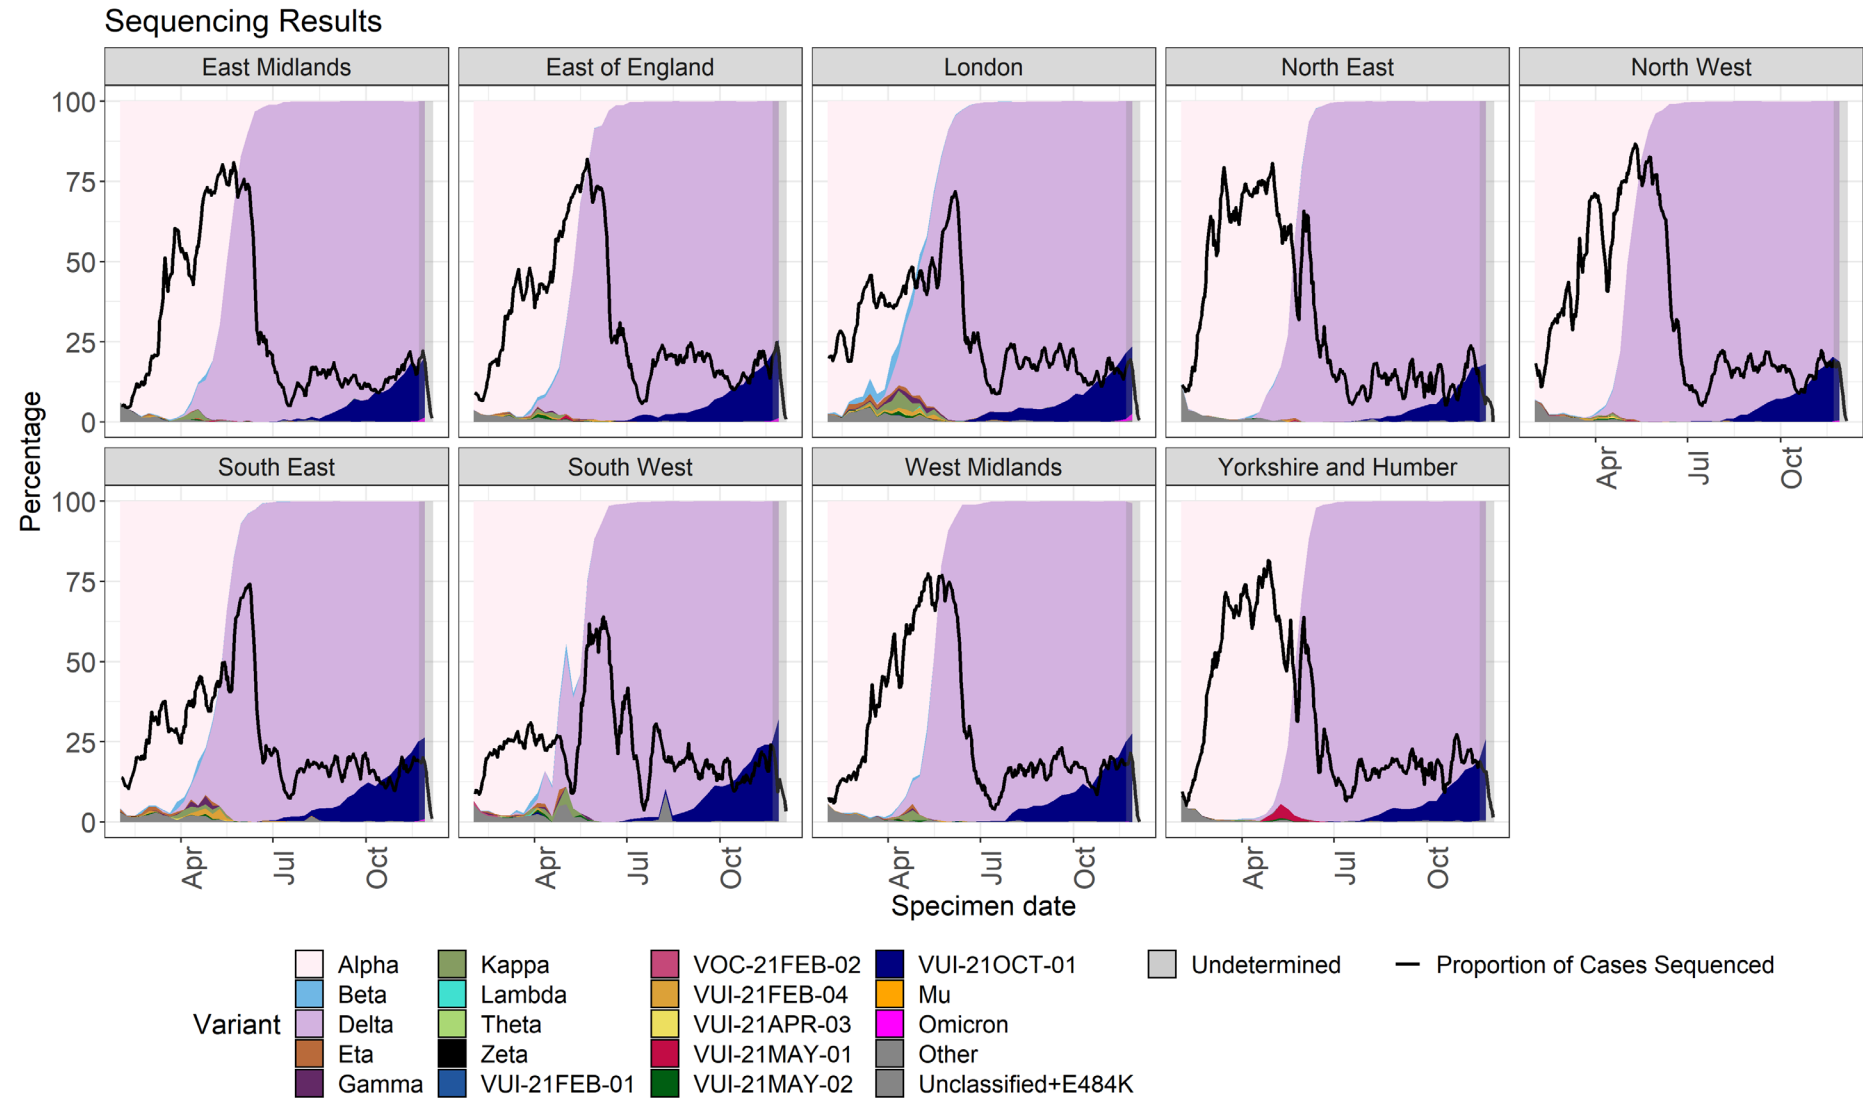 Sequencing Results
East Midlands
East of England
London
North East
North West
100
75
50
25
0
Apr
Jul
Oct
South East
South West
West Midlands
Yorkshire and Humber
100
75
50
25
0
Apr
Jul
Oct
Apr
Jul
Oct
Apr
Jul
Oct
Apr
Jul
Oct
Percentage
Specimen date
Variant
Alpha
Beta
Delta
Eta
Gamma
Kappa
Lambda
Theta
Zeta
VUI-21FEB-01
VOC-21FEB-02
VUI-21FEB-04
VUI-21APR-03
VUI-21MAY-01
VUI-21MAY-02
VUI-21OCT-01
Mu
Omicron
Other
Unclassified+E484K
Undetermined
Proportion of Cases Sequenced